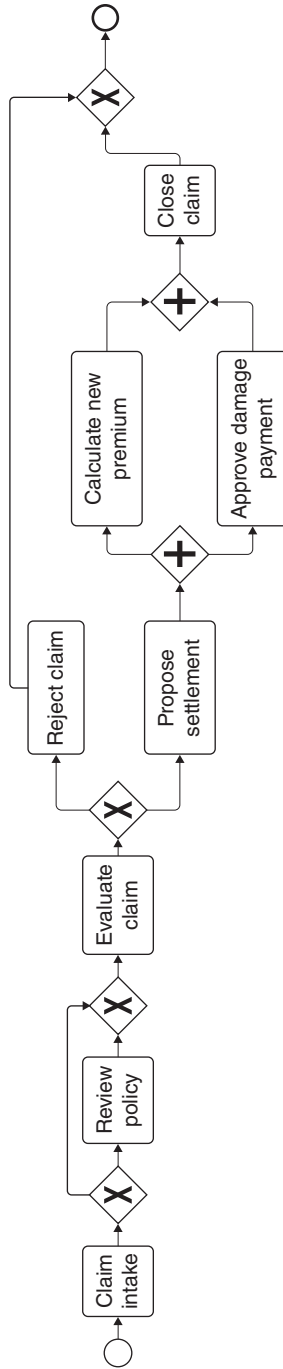 Claim
intake
Review
policy
Evaluate
claim
Reject claim
Propose
settlement
Calculate new
premium
Approve damage
payment
Close
claim